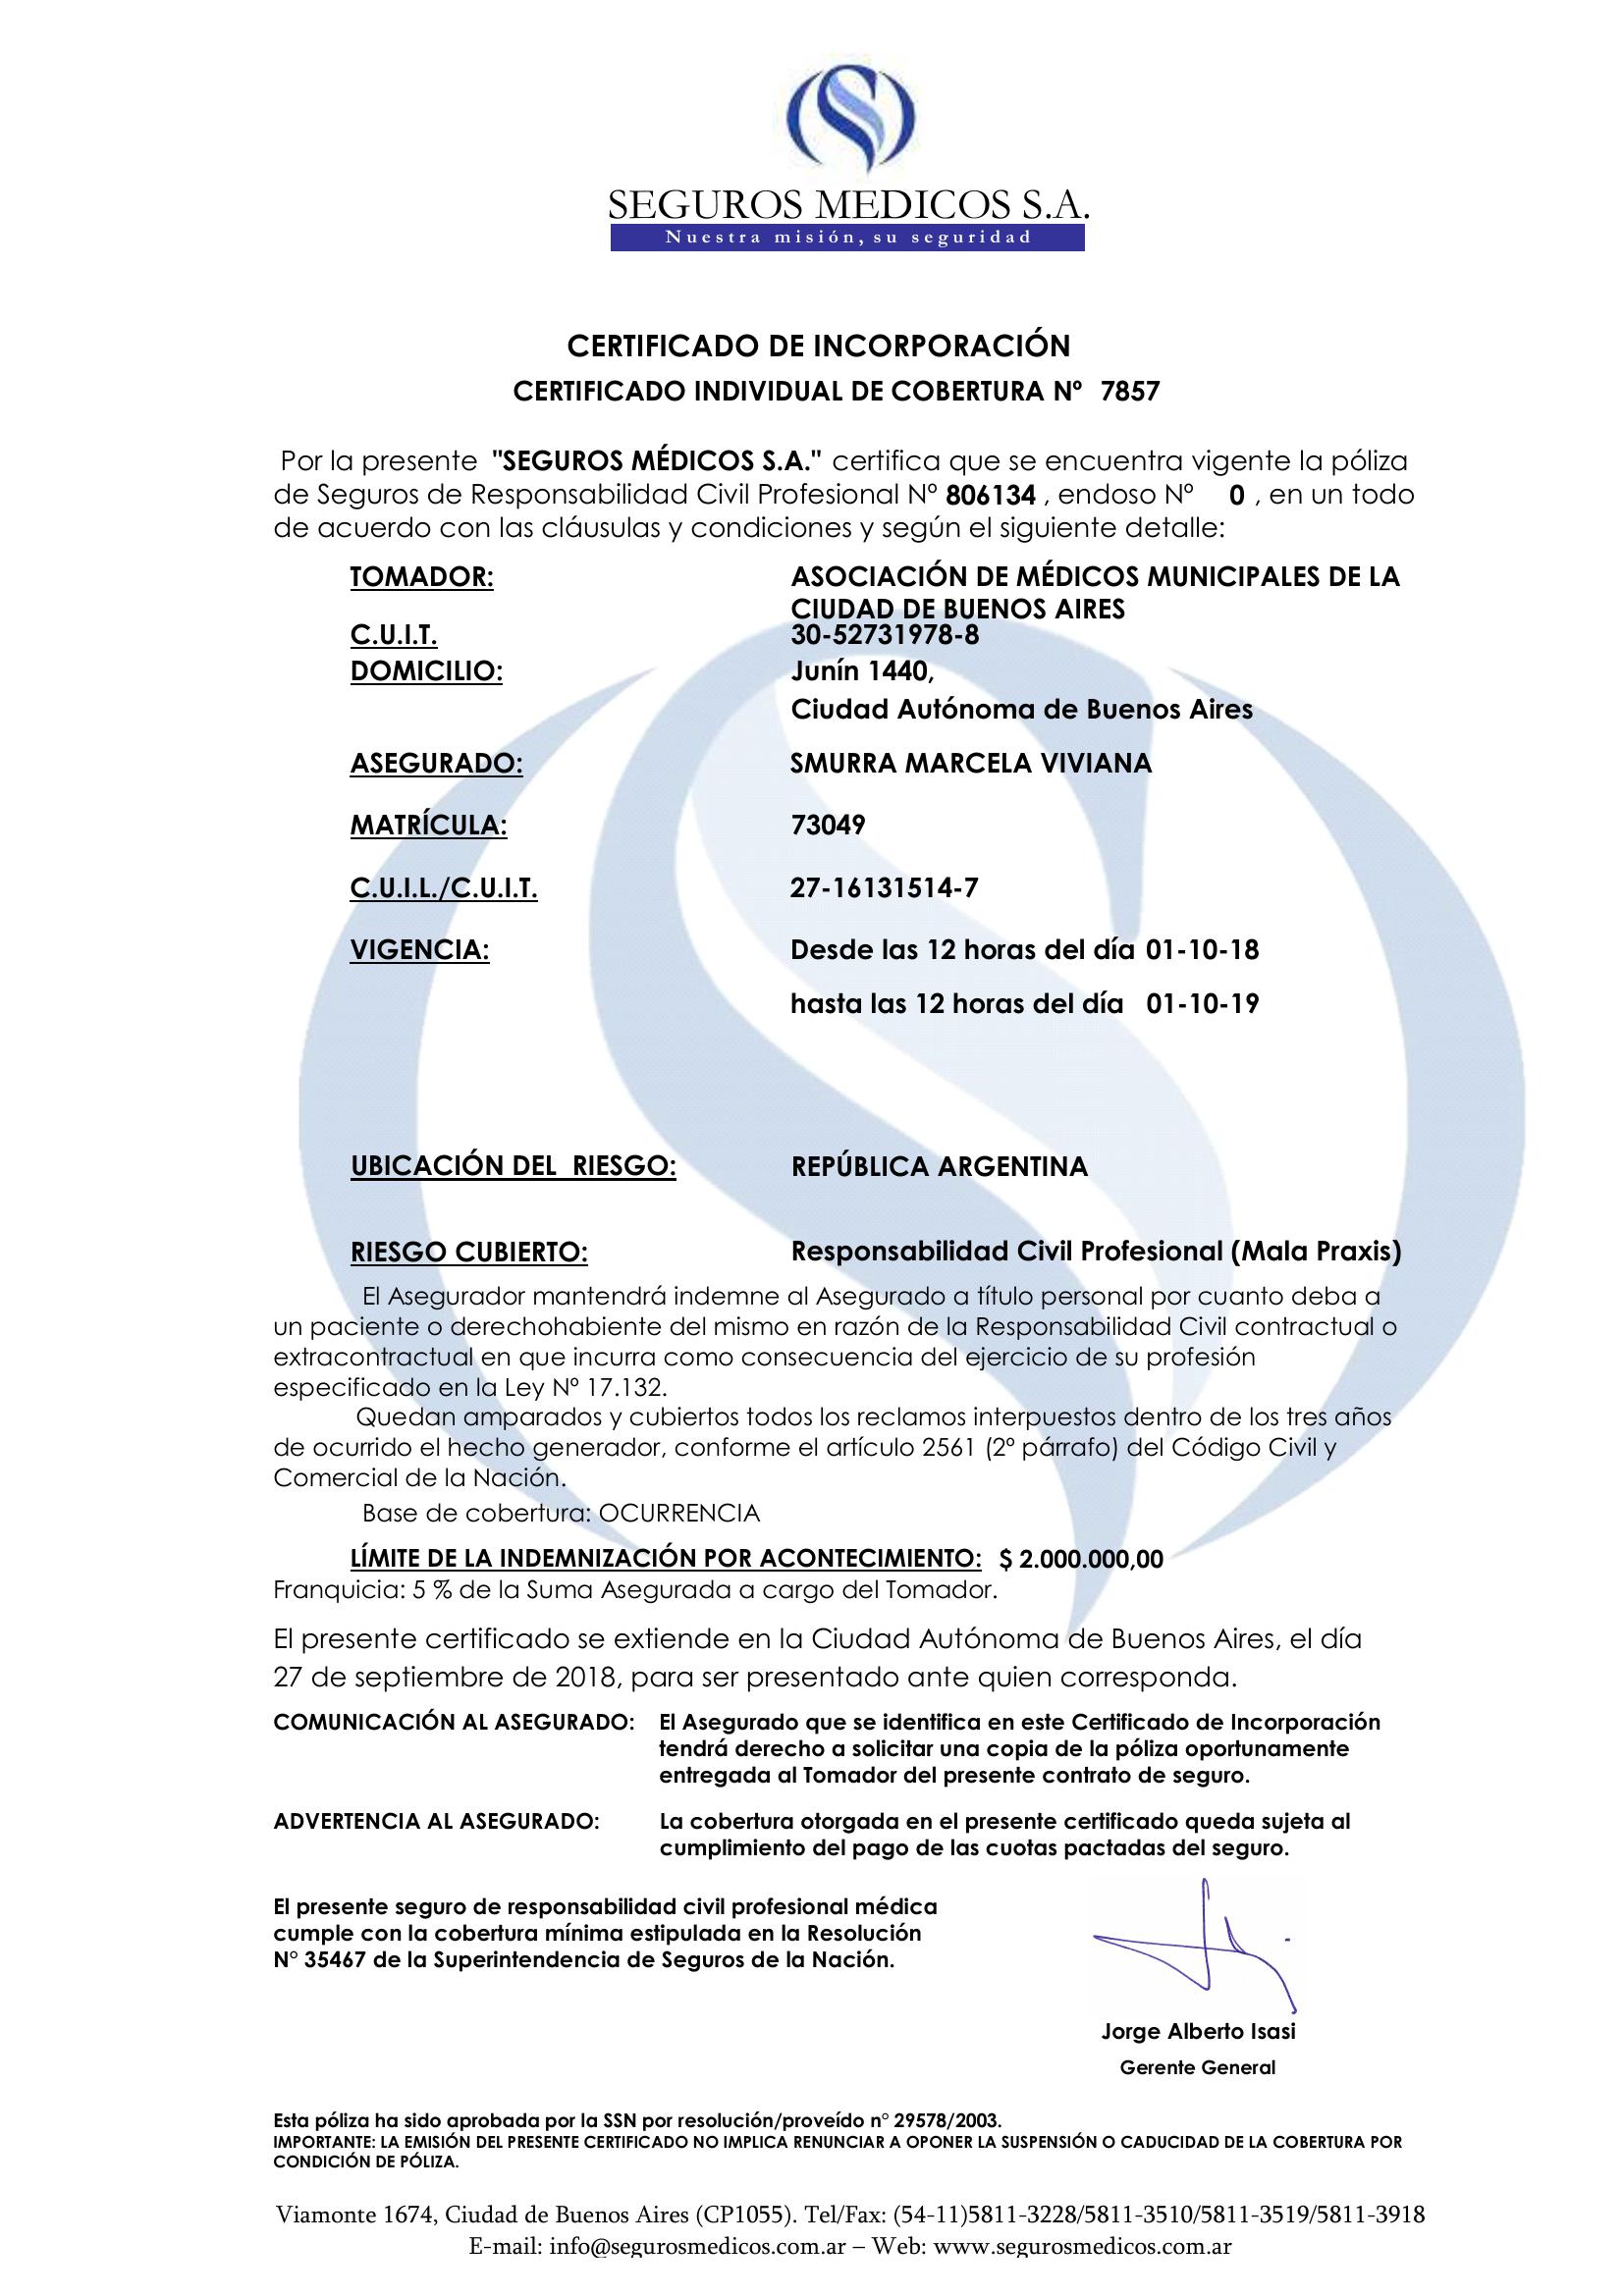 SEGUROS MEDICOS S.A.
Nuestra misión, su seguridad
CERTIFICADO DE INCORPORACIÓN
CERTIFICADO INDIVIDUAL DE COBERTURA Nº 7857
Por la presente "SEGUROS MÉDICOS S.A." certifica que se encuentra vigente la póliza
de Seguros de Responsabilidad Civil Profesional Nº 806134 , endoso Nº 0 , en un todo
de acuerdo con las cláusulas y condiciones y según el siguiente detalle:
TOMADOR: ASOCIACIÓN DE MÉDICOS MUNICIPALES DE LA
CIUDAD DE BUENOS AIRES
C.U.I.T. 30-52731978-8
DOMICILIO: Junín 1440,
Ciudad Autónoma de Buenos Aires
ASEGURADO: SMURRA MARCELA VIVIANA
MATRÍCULA: 73049
C.U.I.L./C.U.I.T. 27-16131514-7
VIGENCIA: Desde las 12 horas del día 01-10-18
hasta las 12 horas del día 01-10-19
UBICACIÓN DEL RIESGO: REPÚBLICA ARGENTINA
RIESGO CUBIERTO: Responsabilidad Civil Profesional (Mala Praxis)
El Asegurador mantendrá indemne al Asegurado a título personal por cuanto deba a
un paciente o derechohabiente del mismo en razón de la Responsabilidad Civil contractual o
extracontractual en que incurra como consecuencia del ejercicio de su profesión
especificado en la Ley Nº 17.132.
Quedan amparados y cubiertos todos los reclamos interpuestos dentro de los tres años
de ocurrido el hecho generador, conforme el artículo 2561 (2º párrafo) del Código Civil y
Comercial de la Nación.
Base de cobertura: OCURRENCIA
LÍMITE DE LA INDEMNIZACIÓN POR ACONTECIMIENTO: $ 2.000.000,00
Franquicia: 5 % de la Suma Asegurada a cargo del Tomador.
El presente certificado se extiende en la Ciudad Autónoma de Buenos Aires, el día
27 de septiembre de 2018, para ser presentado ante quien corresponda.
COMUNICACIÓN AL ASEGURADO: El Asegurado que se identifica en este Certificado de Incorporación
tendrá derecho a solicitar una copia de la póliza oportunamente
entregada al Tomador del presente contrato de seguro.
ADVERTENCIA AL ASEGURADO: La cobertura otorgada en el presente certificado queda sujeta al
cumplimiento del pago de las cuotas pactadas del seguro.
El presente seguro de responsabilidad civil profesional médica
cumple con la cobertura mínima estipulada en la Resolución
N° 35467 de la Superintendencia de Seguros de la Nación.
Jorge Alberto Isasi
Gerente General
Esta póliza ha sido aprobada por la SSN por resolución/proveído n° 29578/2003.
IMPORTANTE: LA EMISIÓN DEL PRESENTE CERTIFICADO NO IMPLICA RENUNCIAR A OPONER LA SUSPENSIÓN O CADUCIDAD DE LA COBERTURA POR
CONDICIÓN DE PÓLIZA.
Viamonte 1674, Ciudad de Buenos Aires (CP1055). Tel/Fax: (54-11)5811-3228/5811-3510/5811-3519/5811-3918
E-mail: info@segurosmedicos.com.ar – Web: www.segurosmedicos.com.ar